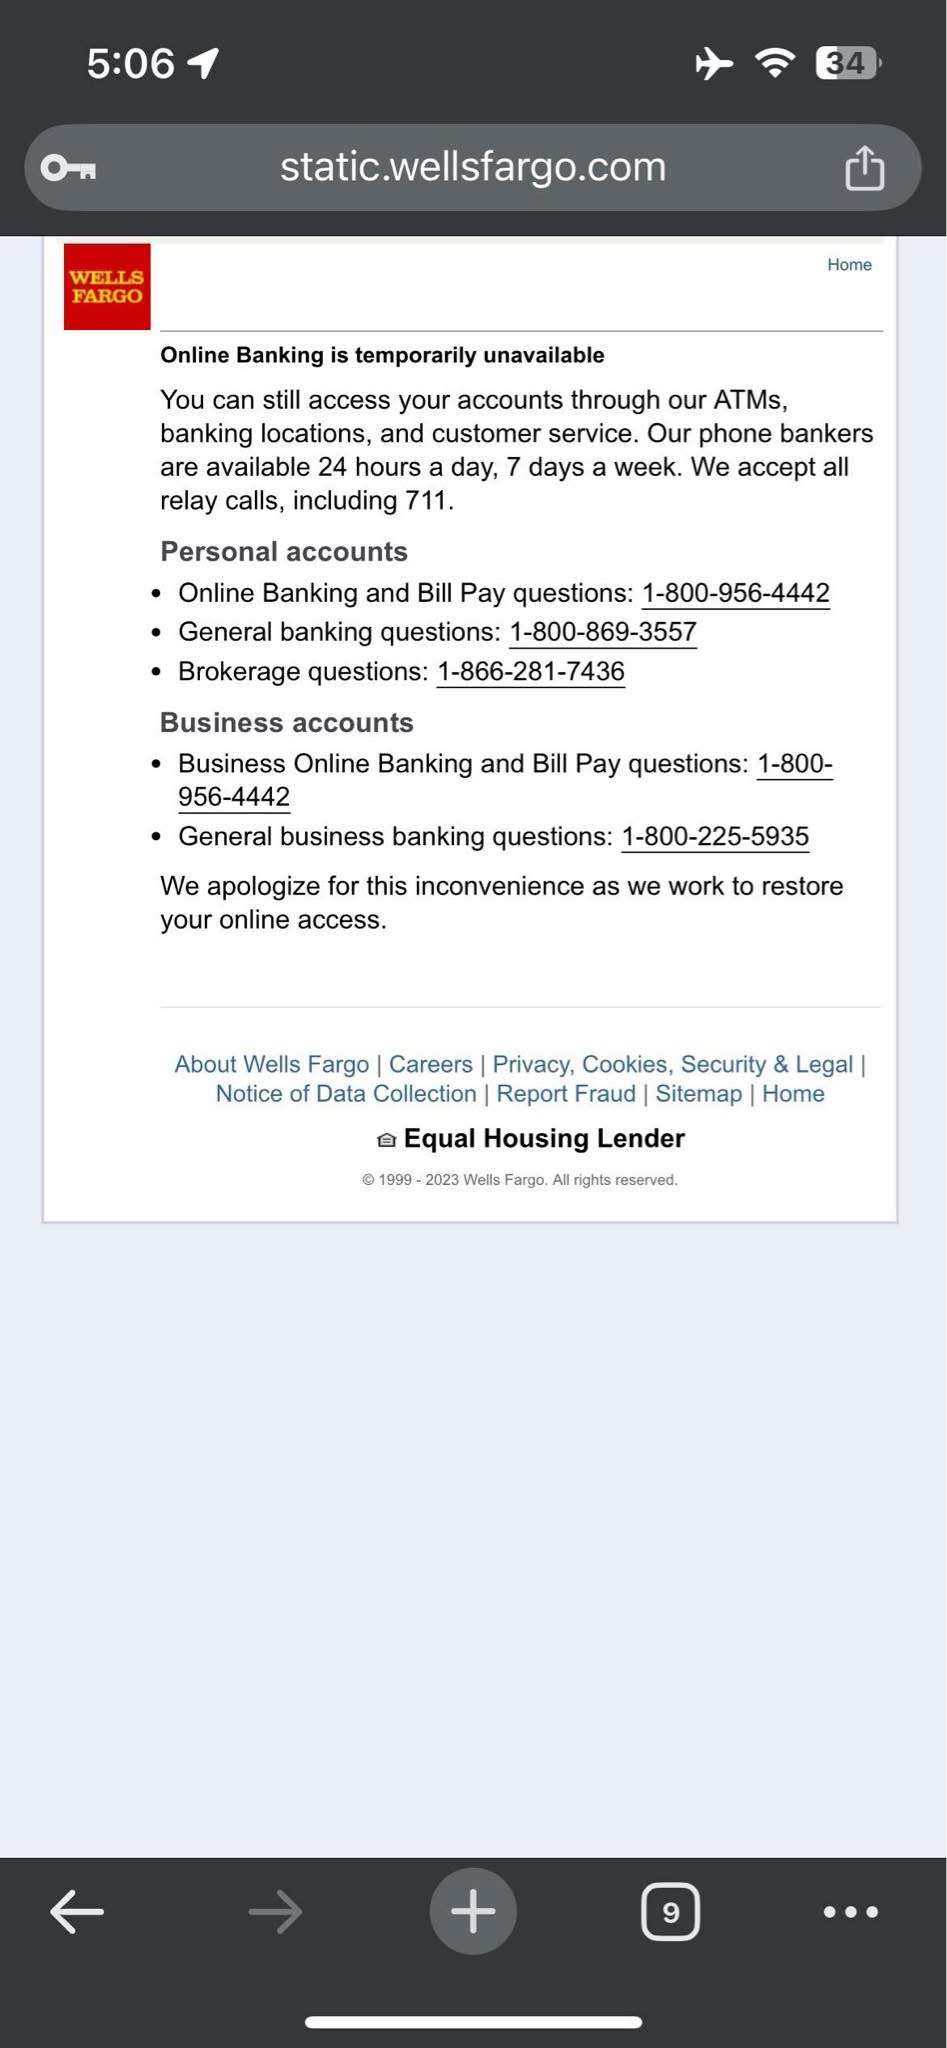 5:06
34
static.wellsfargo.com
WELLS
FARGO
Home
Online Banking is temporarily unavailable
You can still access your accounts through our ATMs,
banking locations, and customer service. Our phone bankers
are available 24 hours a day, 7 days a week. We accept all
relay calls, including 711.
Personal accounts
• Online Banking and Bill Pay questions: 1-800-956-4442
• General banking questions: 1-800-869-3557
• Brokerage questions: 1-866-281-7436
Business accounts
• Business Online Banking and Bill Pay questions: 1-800-
956-4442
• General business banking questions: 1-800-225-5935
We apologize for this inconvenience as we work to restore
your online access.
About Wells Fargo | Careers | Privacy, Cookies, Security & Legal |
Notice of Data Collection | Report Fraud | Sitemap | Home
Equal Housing Lender
© 1999 - 2023 Wells Fargo. All rights reserved.
9